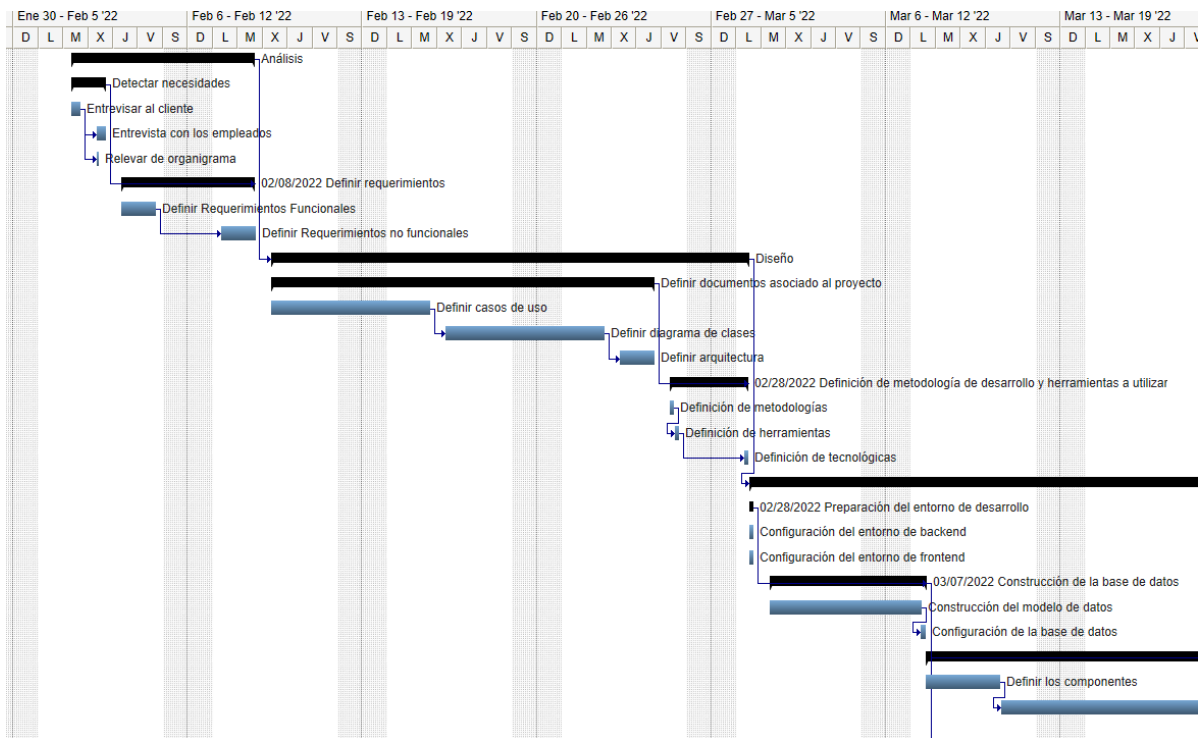 Ene 30 - Feb 5 '22 Feb 6 - Feb 12 '22 Feb 13 - Feb 19 '22 Feb 20 - Feb 26 '22 Feb 27 - Mar 5 '22 Mar 6 - Mar 12 '22 Mar 13 - Mar 19 '22
D L M X J V S D L M X J V S D L M X J V S D L M X J V S D L M X J V S D L M X J V S D L M X J V
Análisis
Detectar necesidades
Entrevisar al cliente
Entrevista con los empleados
Relevar de organigrama
02/08/2022 Definir requerimientos
Definir Requerimientos Funcionales
Definir Requerimientos no funcionales
Diseño
Definir documentos asociado al proyecto
Definir casos de uso
Definir diagrama de clases
Definir arquitectura
02/28/2022 Definición de metodología de desarrollo y herramientas a utilizar
Definición de metodologías
Definición de herramientas
Definición de tecnológicas
02/28/2022 Preparación del entorno de desarrollo
Configuración del entorno de backend
Configuración del entorno de frontend
03/07/2022 Construcción de la base de datos
Construcción del modelo de datos
Configuración de la base de datos
Definir los componentes